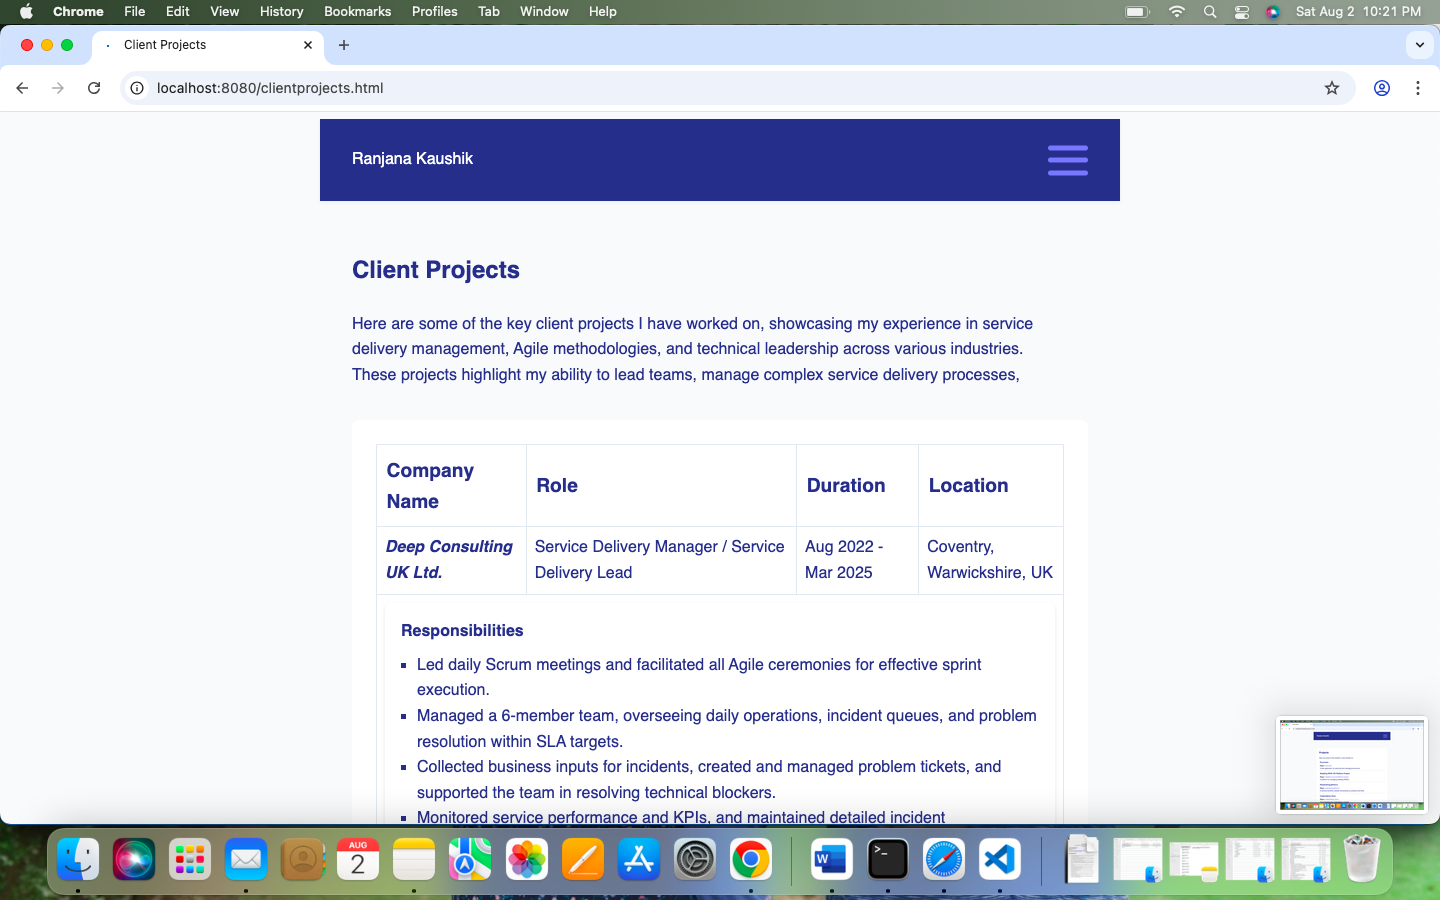 Chrome File Edit View History Bookmarks Profiles Tab Window Help Sat Aug 2 10:21 PM
Client Projects
localhost:8080/clientprojects.html
Ranjana Kaushik
Client Projects
Here are some of the key client projects I have worked on, showcasing my experience in service
delivery management, Agile methodologies, and technical leadership across various industries.
These projects highlight my ability to lead teams, manage complex service delivery processes,
Company
Name
Role
Duration
Location
Deep Consulting
UK Ltd.
Service Delivery Manager / Service
Delivery Lead
Aug 2022 -
Mar 2025
Coventry,
Warwickshire, UK
Responsibilities
▪ Led daily Scrum meetings and facilitated all Agile ceremonies for effective sprint
execution.
▪ Managed a 6-member team, overseeing daily operations, incident queues, and problem
resolution within SLA targets.
▪ Collected business inputs for incidents, created and managed problem tickets, and
supported the team in resolving technical blockers.
▪ Monitored service performance and KPIs, and maintained detailed incident
AUG
2
W
>_